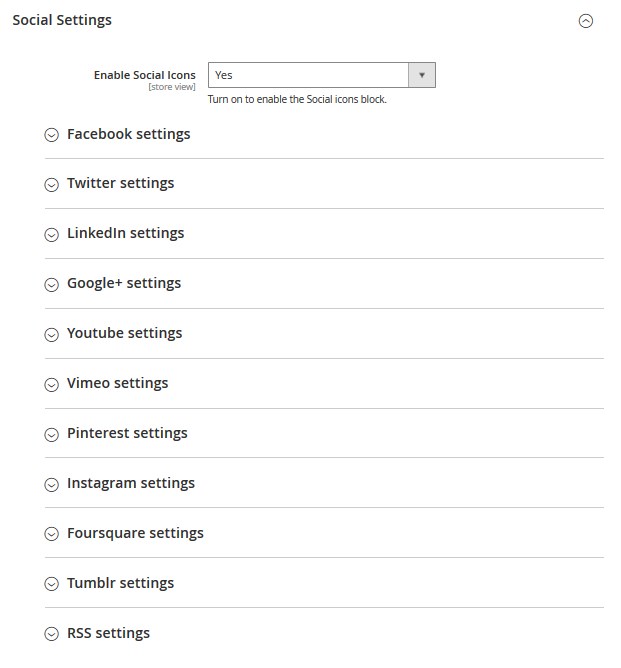 Social Settings
Enable Social Icons
Yes
[store view]
Turn on to enable the Social icons block.
Facebook settings
Twitter settings
LinkedIn settings
Google+ settings
Youtube settings
Vimeo settings
Pinterest settings
Instagram settings
Foursquare settings
Tumblr settings
RSS settings